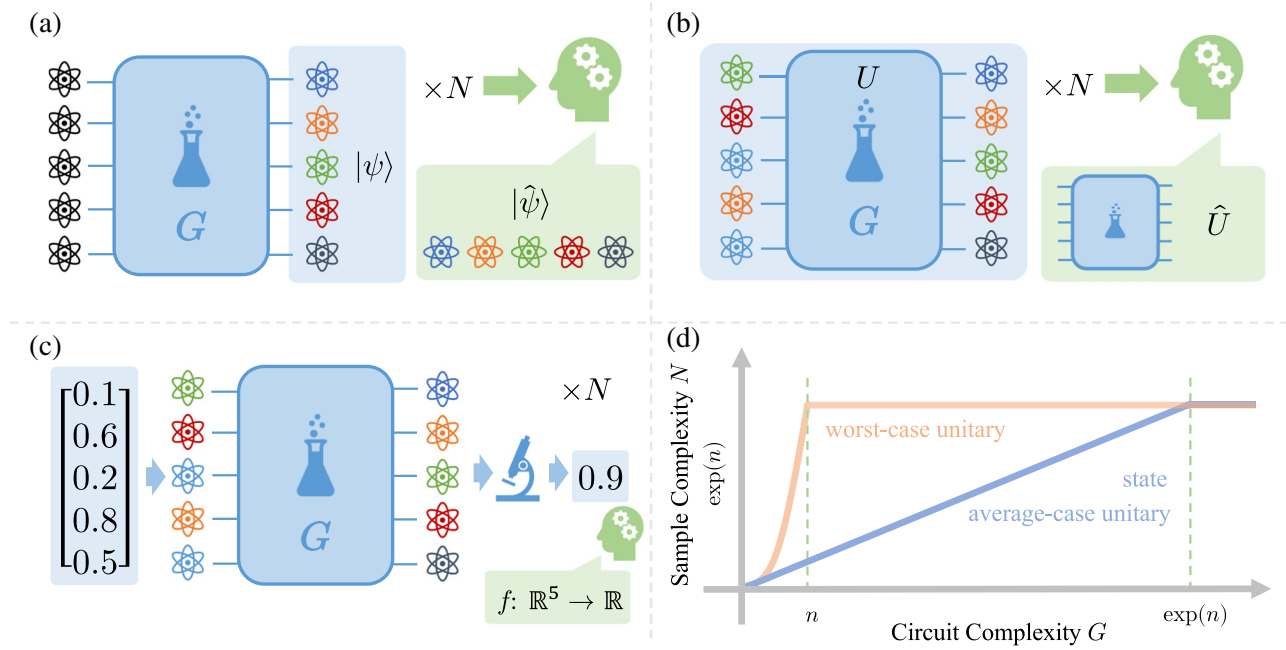 (a)
G
|ψ⟩
×N
|ψ̂⟩
(b)
U
G
×N
Û
(c)
0.1
0.6
0.2
0.8
0.5
G
×N
0.9
f: ℝ⁵ → ℝ
(d)
Sample Complexity N
exp(n)
worst-case unitary
state
average-case unitary
n
exp(n)
Circuit Complexity G